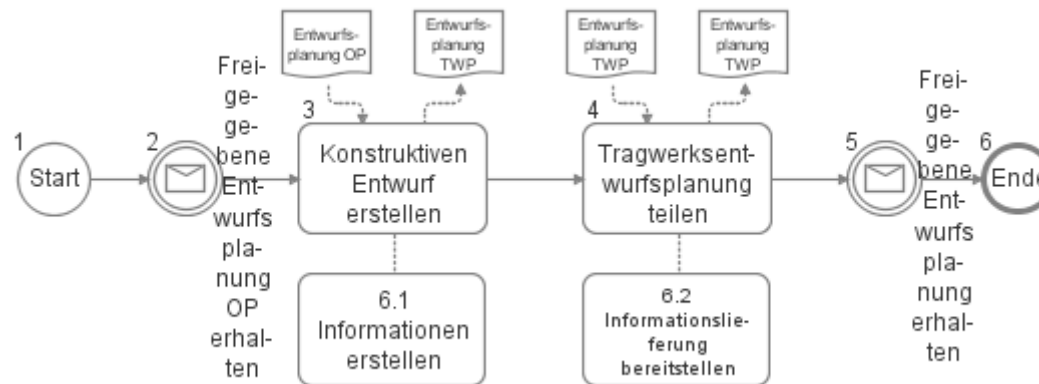 Entwurfs-
planung OP
Entwurfs-
planung
TWP
Entwurfs-
planung
TWP
Entwurfs-
planung
TWP
1
Start
2
Frei-
ge-
ge-
bene
Ent-
wurfs
pla-
nung
OP
erhal-
ten
3
Konstruktiven
Entwurf
erstellen
6.1
Informationen
erstellen
4
Tragwerksent-
wurfsplanung
teilen
6.2
Informationslie-
ferung
bereitstellen
5
Frei-
ge-
ge-
bene
Ent-
wurfs
pla-
nung
erhal-
ten
6
Ende